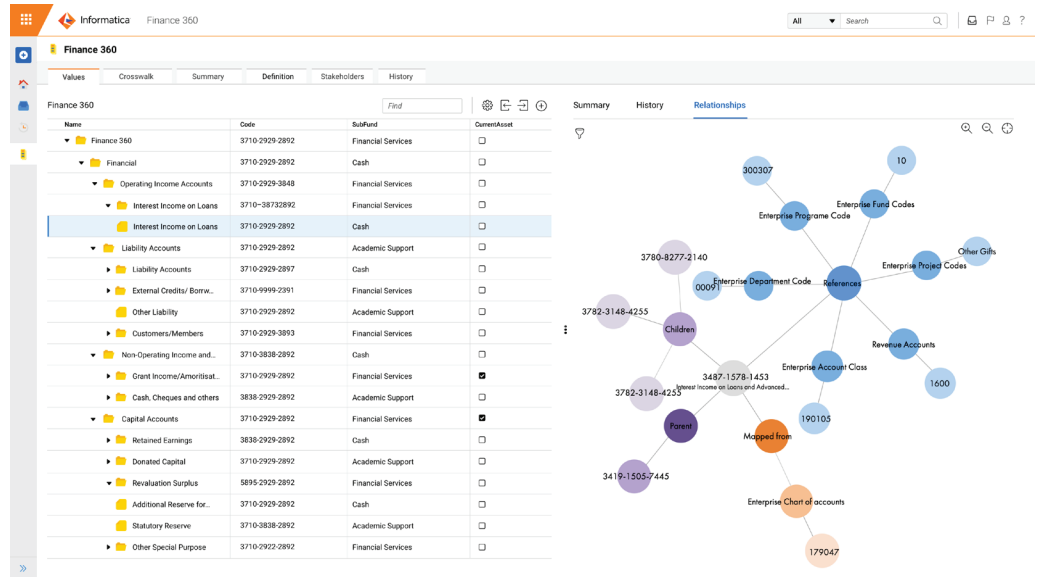 Informatica Finance 360 All Search ?
Finance 360
Values Crosswalk Summary Definition Stakeholders History
Finance 360 Find
Name Code SubFund CurrentAsset
Finance 360 3710-2929-2892 Financial Services
Financial 3710-2929-2892 Cash
Operating Income Accounts 3710-2929-3848 Financial Services
Interest Income on Loans 3710-38732892 Financial Services
Interest Income on Loans 3710-2929-2892 Cash
Liability Accounts 3710-2929-2892 Academic Support
Liability Accounts 3710-2929-2897 Cash
External Credits/ Borrw... 3710-9999-2391 Financial Services
Other Liability 3710-2929-2892 Academic Support
Customers/Members 3710-2929-3893 Financial Services
Non-Operating Income and... 3710-3838-2892 Cash
Grant Income/Amoritisat... 3710-2929-2892 Financial Services
Cash, Cheques and others 3838-2929-2892 Academic Support
Capital Accounts 3710-2929-2892 Financial Services
Retained Earnings 3838-2929-2892 Cash
Donated Capital 3710-2929-2892 Academic Support
Revaluation Surplus 5895-2929-2892 Financial Services
Additional Reserve for... 3710-2929-2892 Cash
Statutory Reserve 3710-3838-2892 Academic Support
Other Special Purpose 3710-2922-2892 Financial Services
Summary History Relationships
10
300307
Enterprise Fund Codes
Enterprise Programe Code
Other Gifts
3780-8277-2140
Enterprise Project Codes
Enterprise Department Code
References
00091
3782-3148-4255
Children
Revenue Accounts
Enterprise Account Class
3487-1578-1453
Interest Income on Loans and Advanced...
1600
3782-3148-4255
190105
Parent
Mapped from
3419-1505-7445
Enterprise Chart of accounts
179047